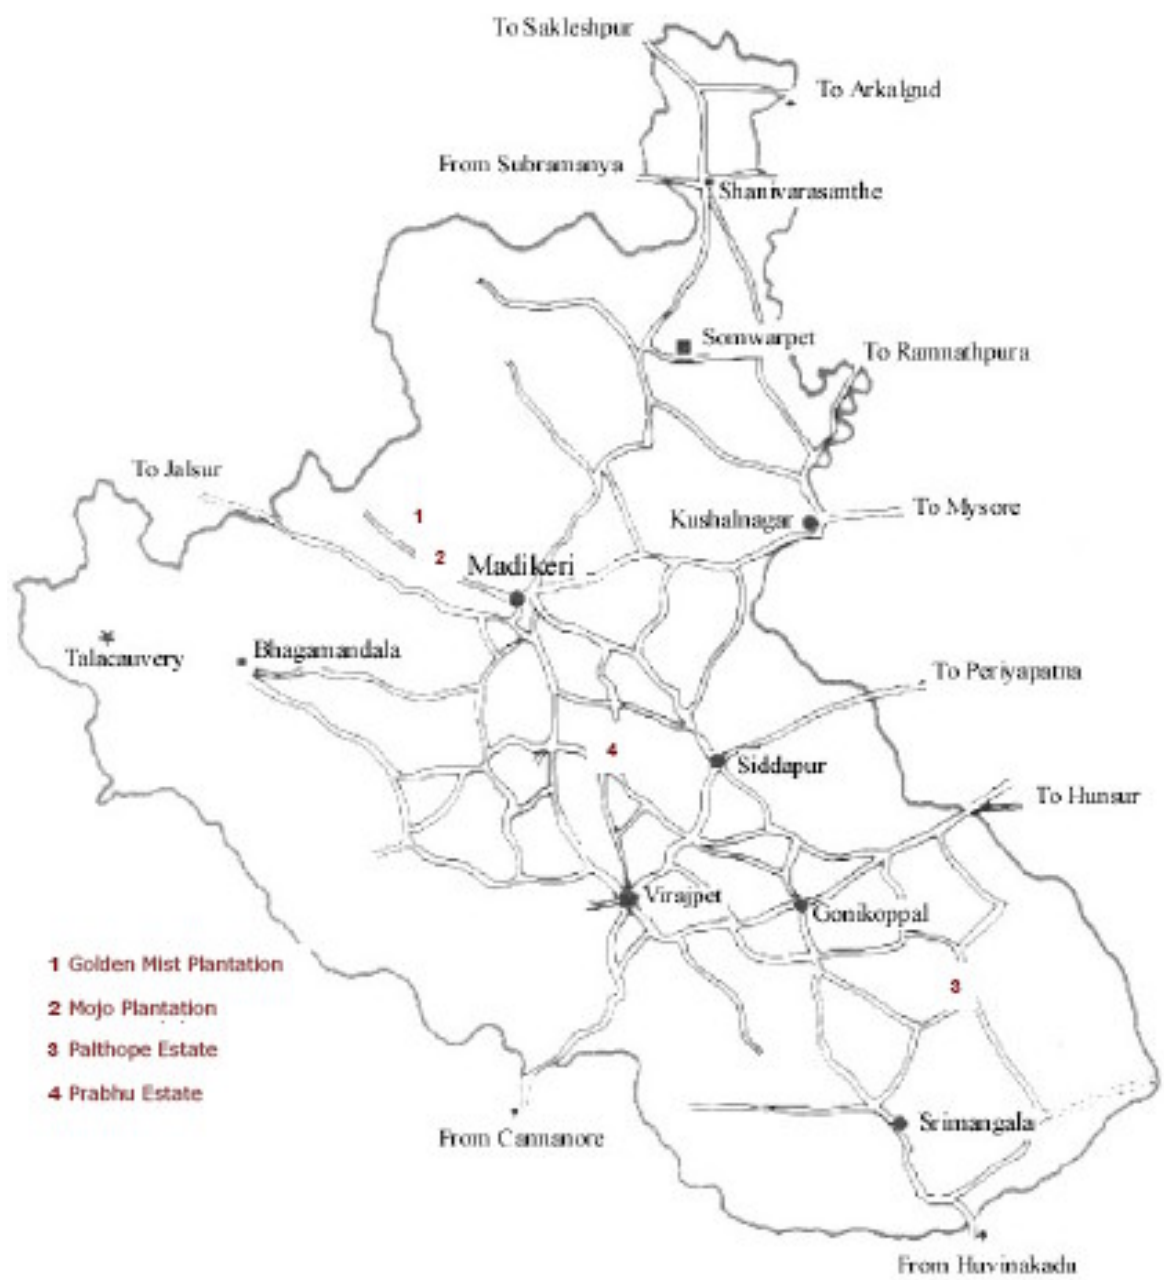 To Sakleshpur
To Arkalgud
From Subramanya
Shanivarasanthe
Somwarpet
To Ramnathpura
To Jalsur
Kushalnagar
To Mysore
1
2
Madikeri
Talacauvery
Bhagamandala
To Periyapatna
4
Siddapur
To Hunsur
Virajpet
Gonikoppal
3
1 Golden Mist Plantation
2 Mojo Plantation
3 Palthope Estate
4 Prabhu Estate
Srimangala
From Cannanore
From Huvinakadu